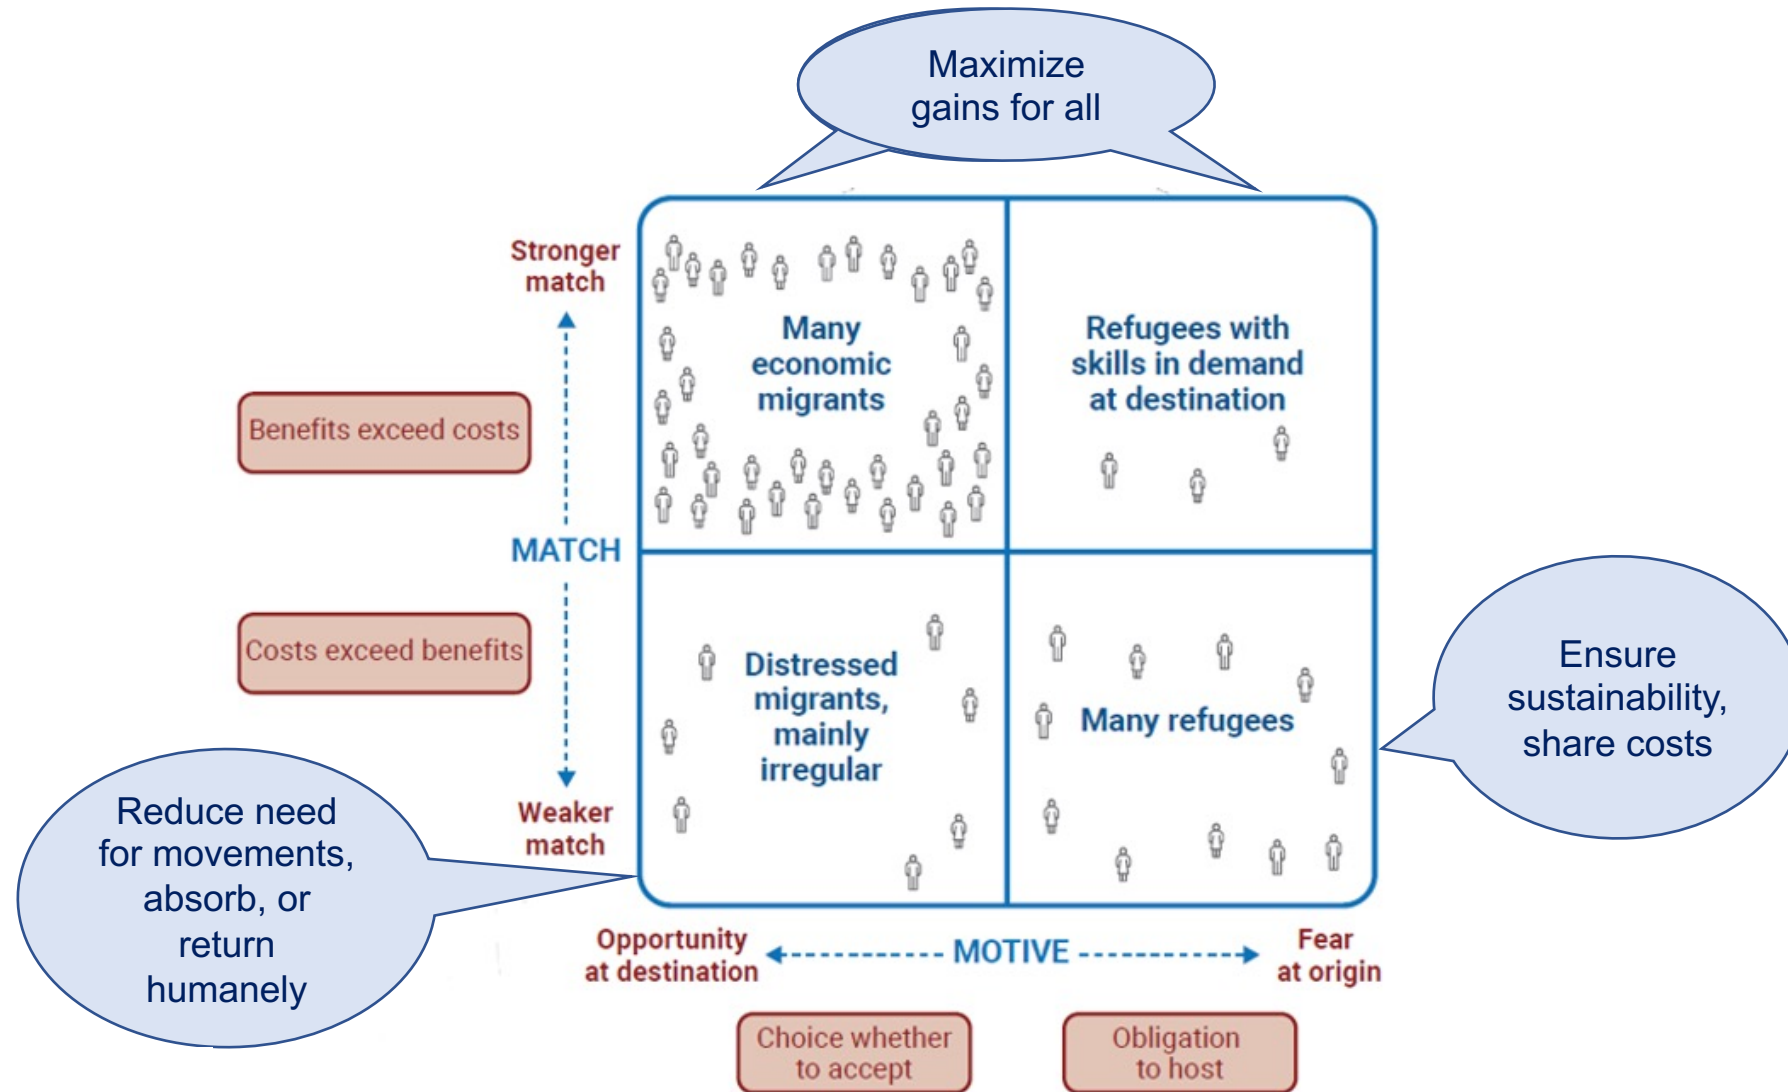 Maximize
gains for all
Stronger
match
Many
economic
migrants
Refugees with
skills in demand
at destination
Benefits exceed costs
MATCH
Costs exceed benefits
Distressed
migrants,
mainly
irregular
Many refugees
Ensure
sustainability,
share costs
Weaker
match
Reduce need
for movements,
absorb, or
return
humanely
Opportunity
at destination
MOTIVE
Fear
at origin
Choice whether
to accept
Obligation
to host